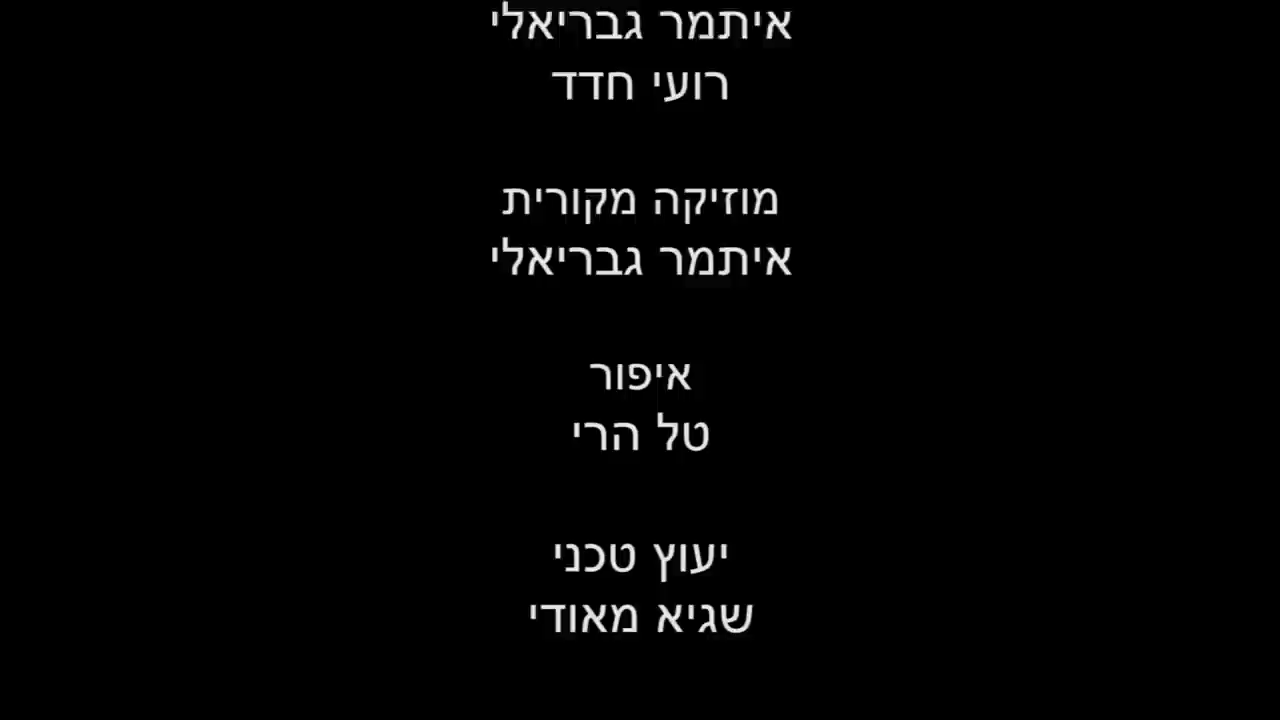 איתמר גבריאלי
רועי חדד
מוזיקה מקורית
איתמר גבריאלי
איפור
טל הרי
יעוץ טכני
שגיא מאודי